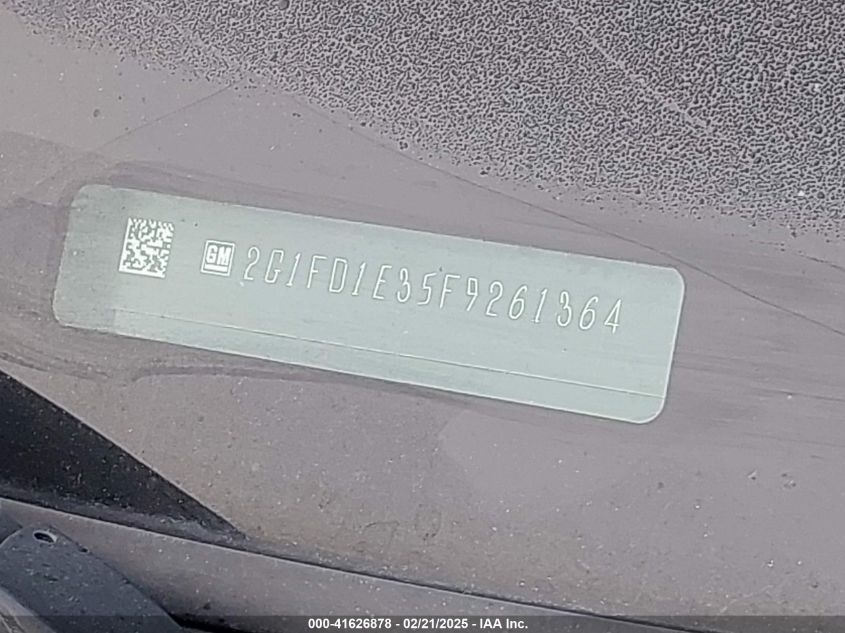 GM 2G1FD1E35F9261364
000-41626878 - 02/21/2025 - IAA Inc.